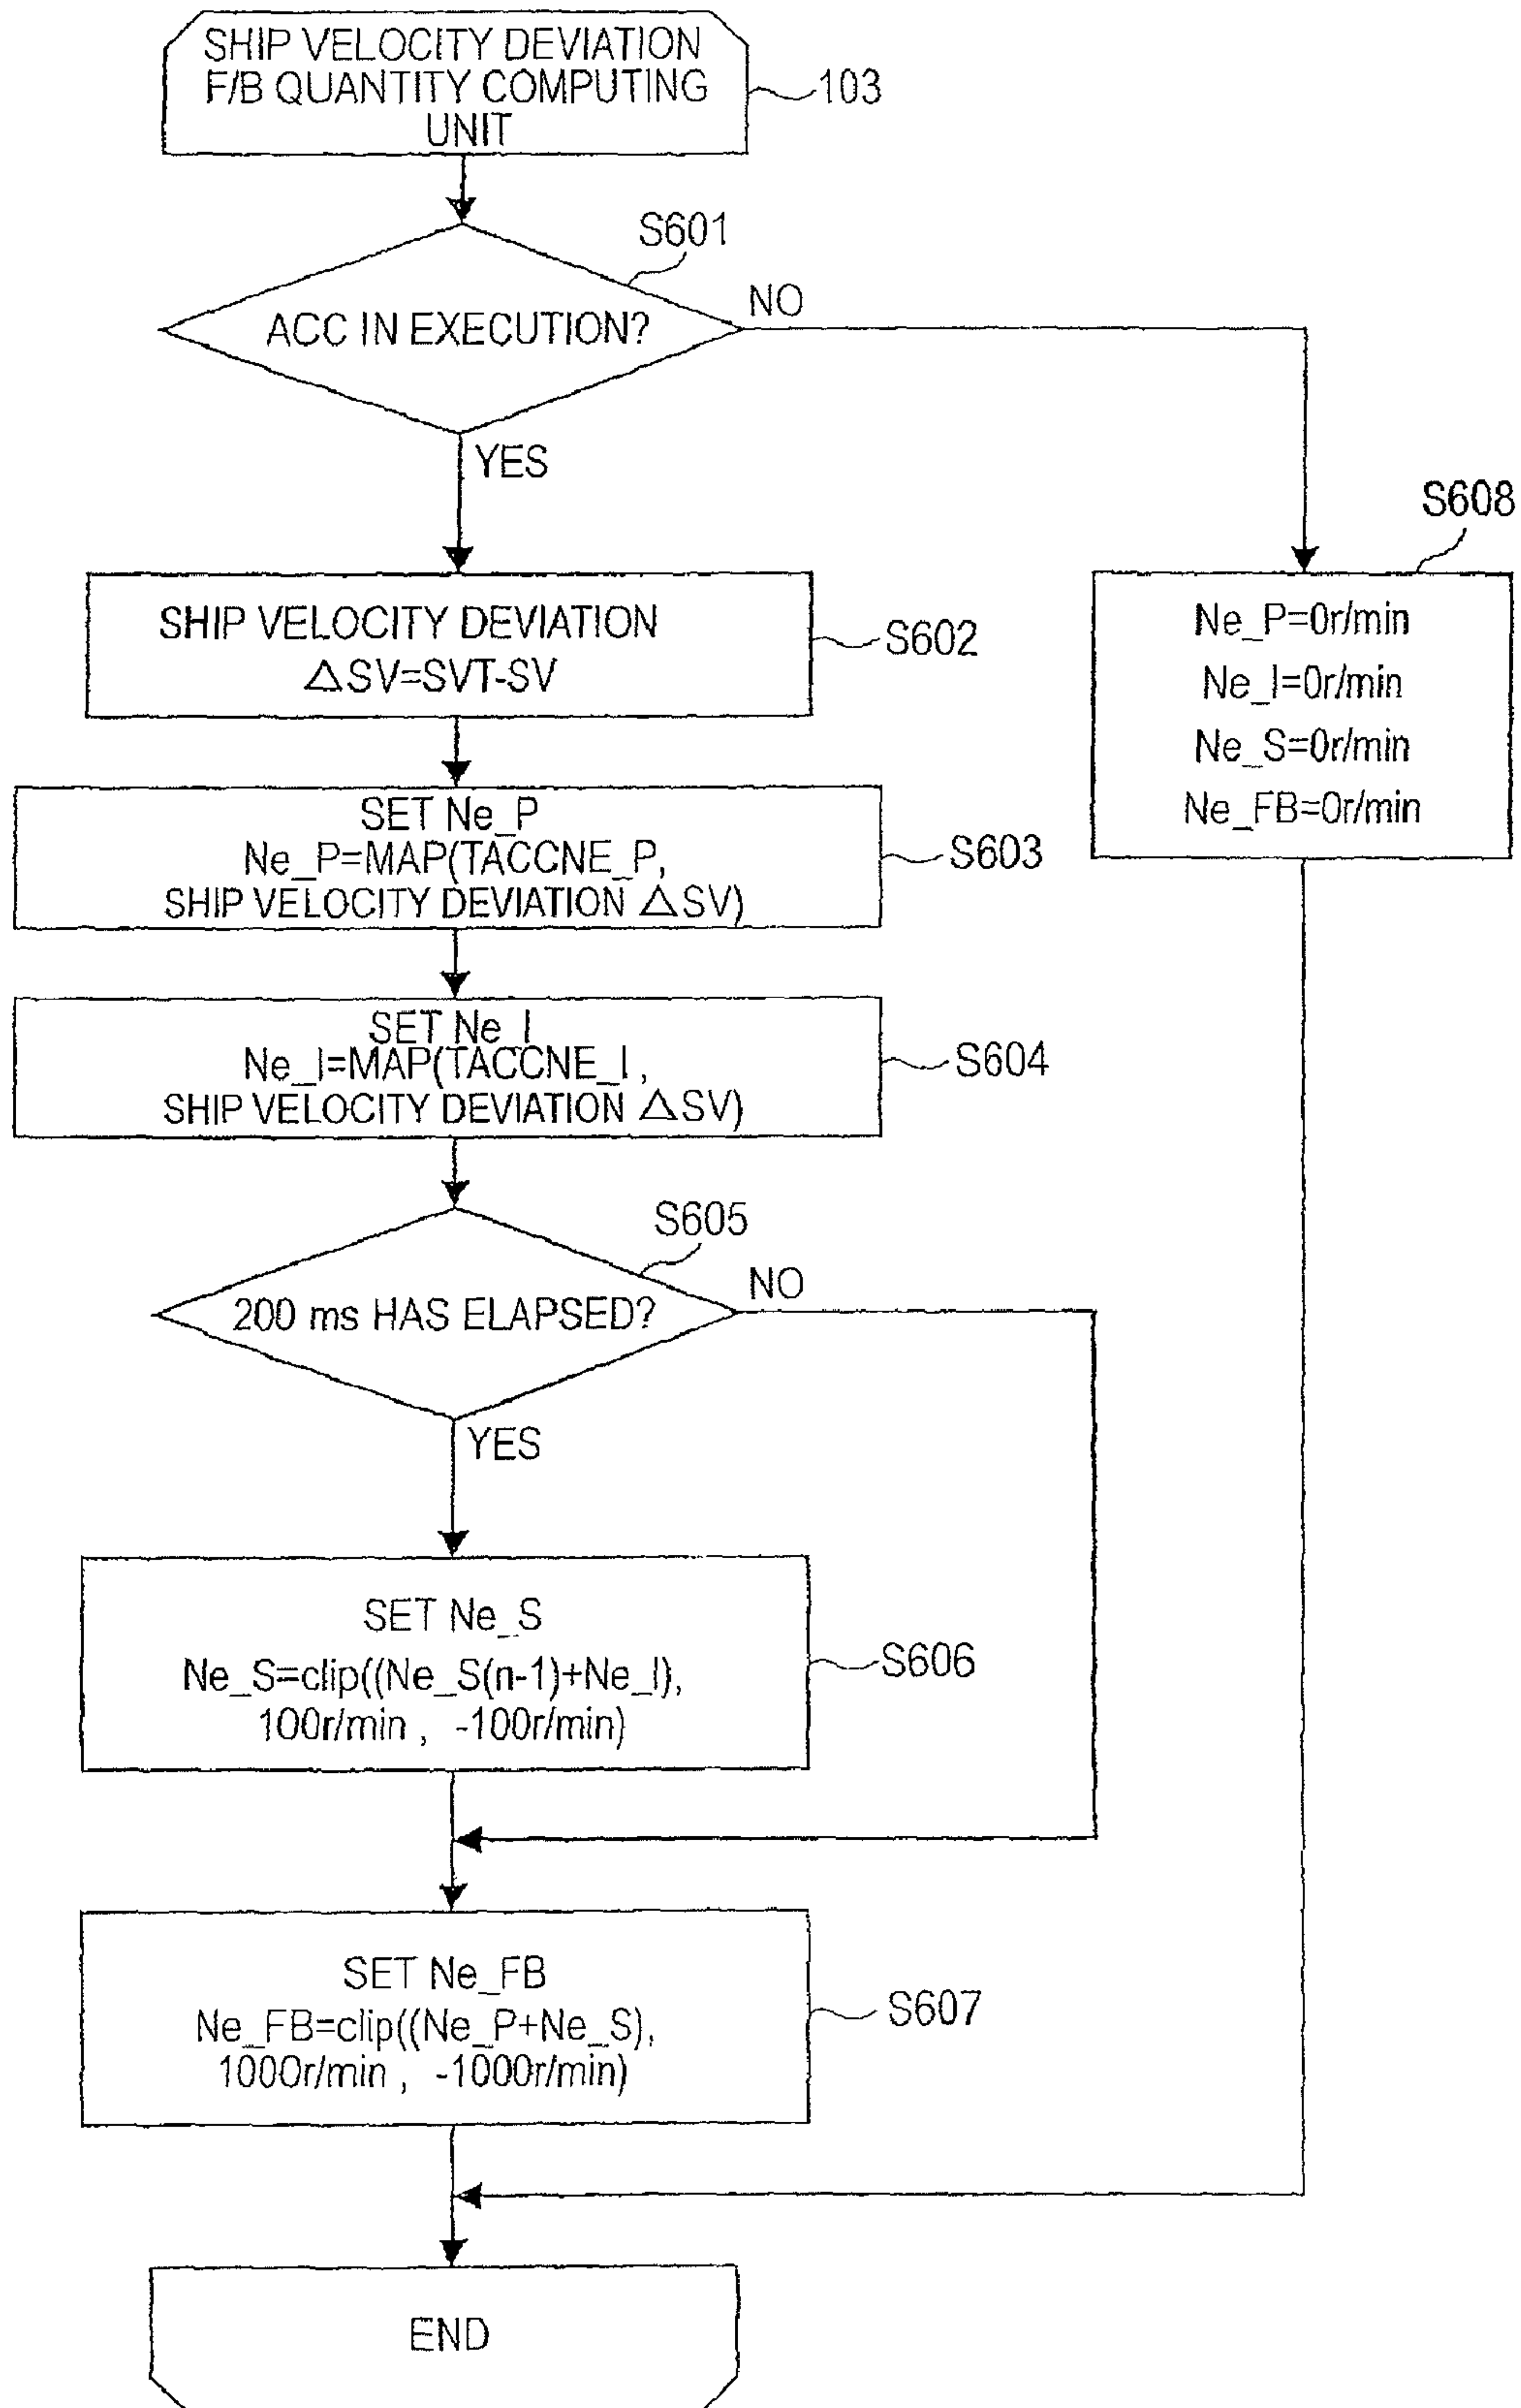 SHIP VELOCITY DEVIATION
F/B QUANTITY COMPUTING
UNIT
103
S601
ACC IN EXECUTION?
NO
YES
S608
Ne_P=0r/min
Ne_I=0r/min
Ne_S=0r/min
Ne_FB=0r/min
SHIP VELOCITY DEVIATION
△SV=SVT-SV
S602
SET Ne_P
Ne_P=MAP(TACCNE_P,
SHIP VELOCITY DEVIATION △SV)
S603
SET Ne_I
Ne_I=MAP(TACCNE_I,
SHIP VELOCITY DEVIATION △SV)
S604
S605
200 ms HAS ELAPSED?
NO
YES
SET Ne_S
Ne_S=clip((Ne_S(n-1)+Ne_I),
100r/min , -100r/min)
S606
SET Ne_FB
Ne_FB=clip((Ne_P+Ne_S),
1000r/min , -1000r/min)
S607
END